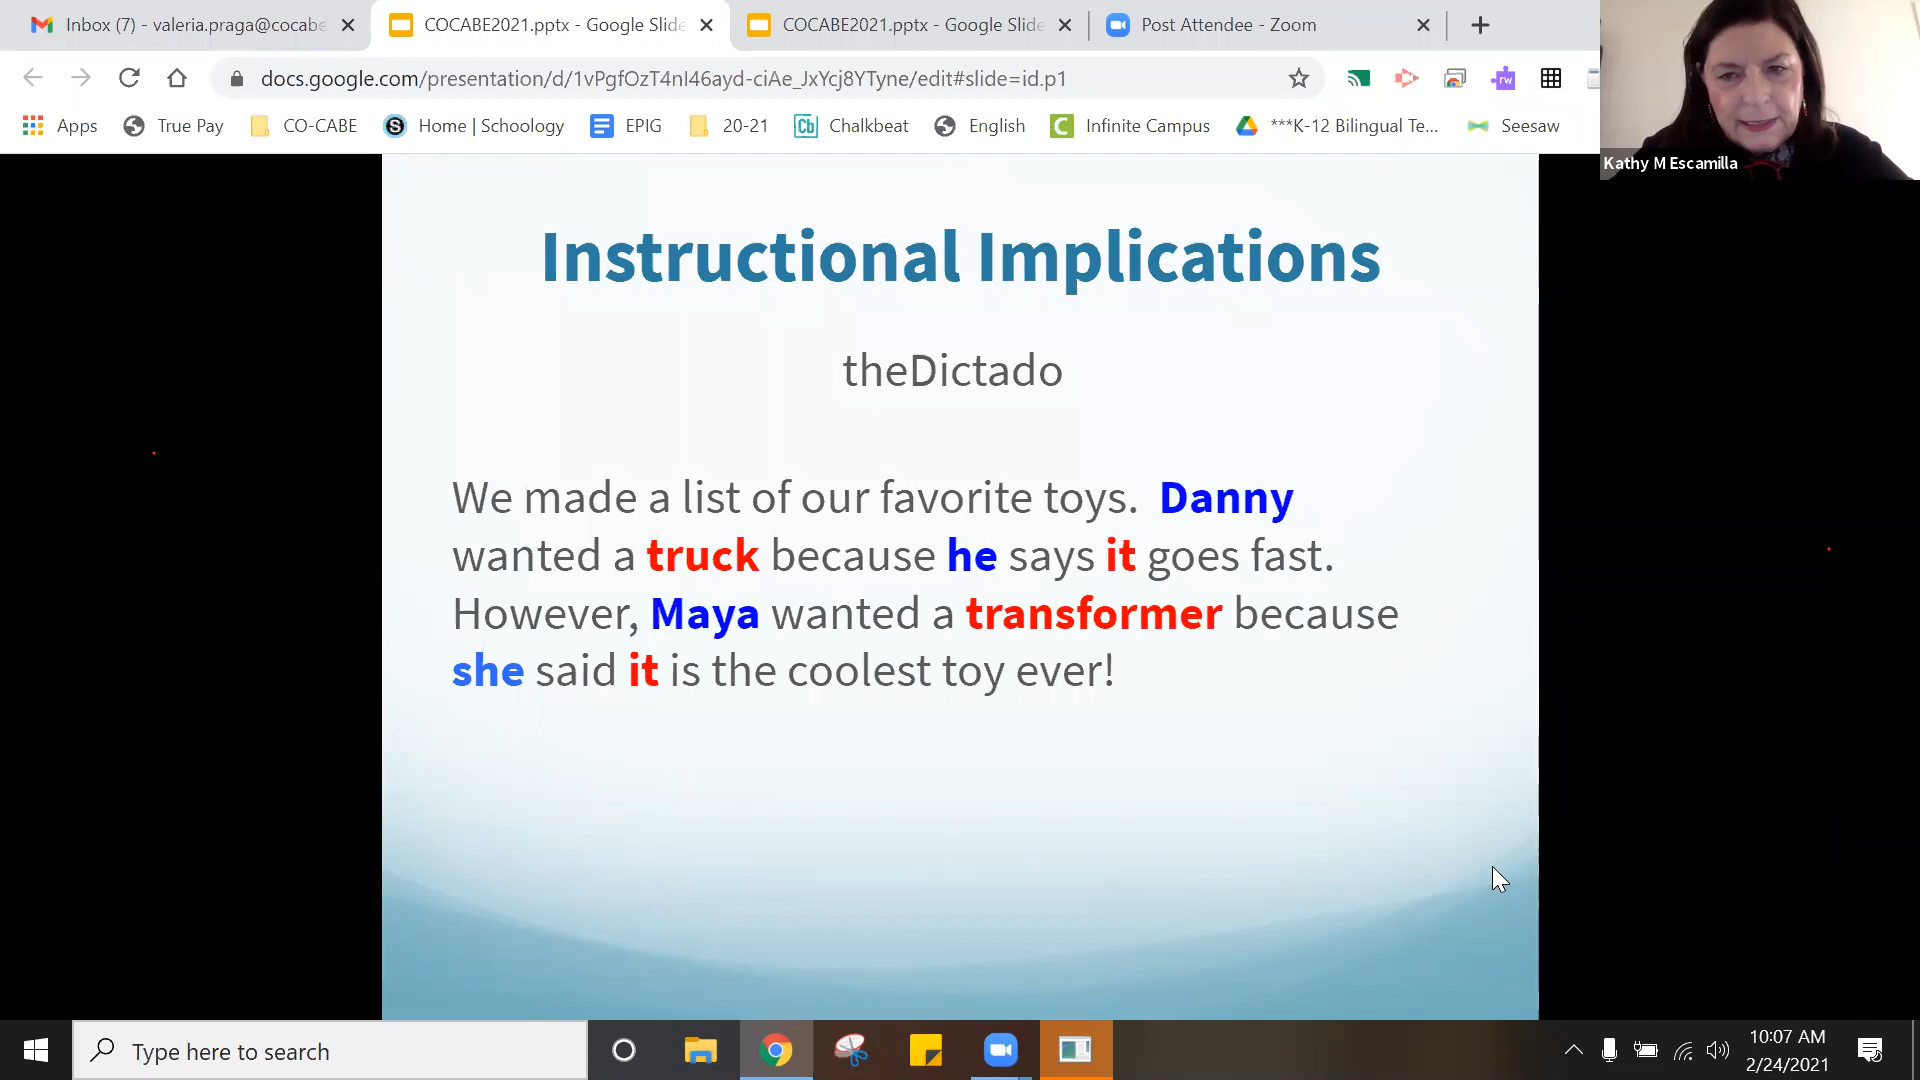 Inbox (7) - valeria.praga@cocabe
COCABE2021.pptx - Google Slide
COCABE2021.pptx - Google Slide
Post Attendee - Zoom
docs.google.com/presentation/d/1vPgfOzT4nI46ayd-ciAe_JxYcj8YTyne/edit#slide=id.p1
Apps
True Pay
CO-CABE
Home | Schoology
EPIG
20-21
Chalkbeat
English
Infinite Campus
***K-12 Bilingual Te...
Seesaw
Kathy M Escamilla
Instructional Implications
theDictado
We made a list of our favorite toys. Danny
wanted a truck because he says it goes fast.
However, Maya wanted a transformer because
she said it is the coolest toy ever!
Type here to search
10:07 AM
2/24/2021